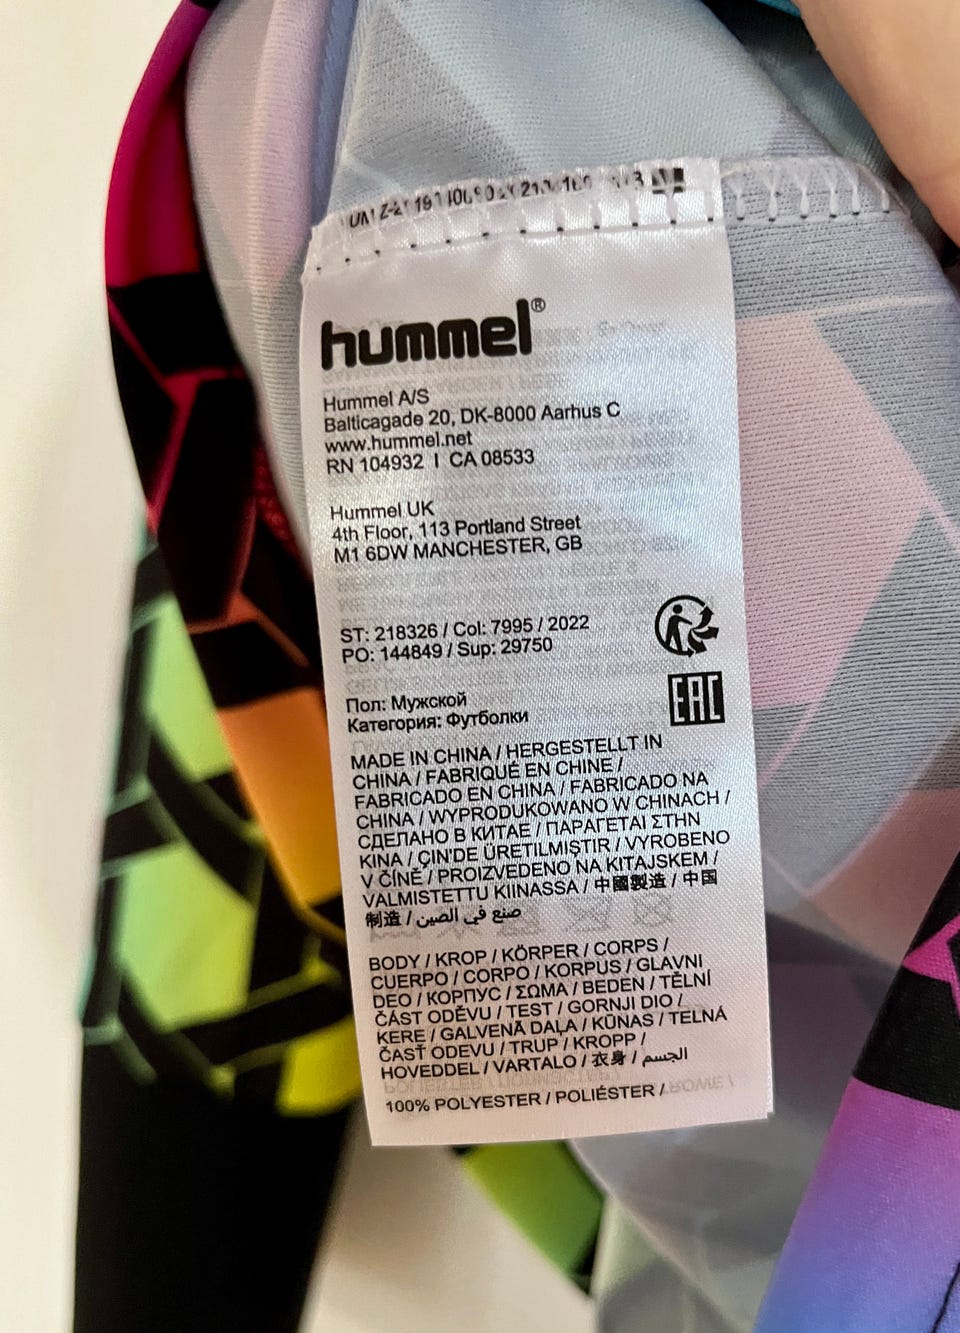 hummel®
Hummel A/S
Balticagade 20, DK-8000 Aarhus C
www.hummel.net
RN 104932 I CA 08533
Hummel UK
4th Floor, 113 Portland Street
M1 6DW MANCHESTER, GB
ST: 218326 / Col: 7995 / 2022
PO: 144849 / Sup: 29750
EAC
Пол: Мужской
Категория: Футболки
MADE IN CHINA / HERGESTELLT IN
CHINA / FABRIQUÉ EN CHINE /
FABRICADO EN CHINA / FABRICADO NA
CHINA / WYPRODUKOWANO W CHINACH /
СДЕЛАНО В КИТАЕ / ΠΑΡΑΓΕΤΑΙ ΣΤΗΝ
ΚΙΝΑ / ÇIN'DE ÜRETILMIŞTIR / VYROBENO
V ČÍNĚ / PROIZVEDENO NA KITAJSKEM /
VALMISTETTU KIINASSA / 中國製造 / 中国
制造 / صنع في الصين
BODY / KROP / KÖRPER / CORPS /
CUERPO / CORPO / KORPUS / GLAVNI
DEO / КОРПУС / ΣΩΜΑ / BEDEN / TĚLNÍ
ČÁST ODĚVU / TEST / GORNJI DIO /
KERE / GALVENĀ DAĻA / KŪNAS / TELNÁ
ČASŤ ODEVU / TRUP / KROPP /
HOVEDDEL / VARTALO / 衣身 / الجسم
100% POLYESTER / POLIÉSTER /